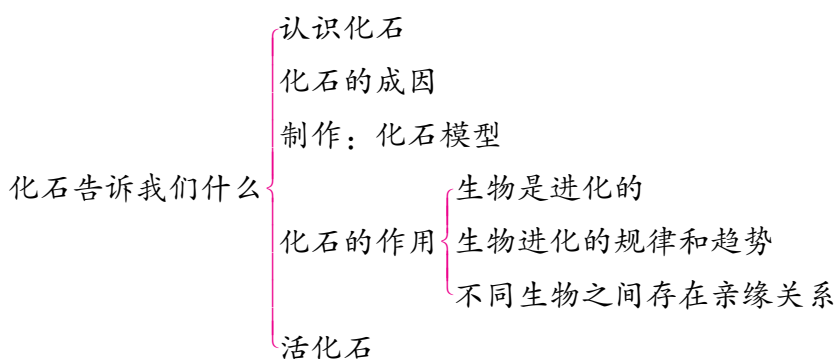 认识化石
化石的成因
制作：化石模型
化石告诉我们什么
化石的作用
生物是进化的
生物进化的规律和趋势
不同生物之间存在亲缘关系
活化石